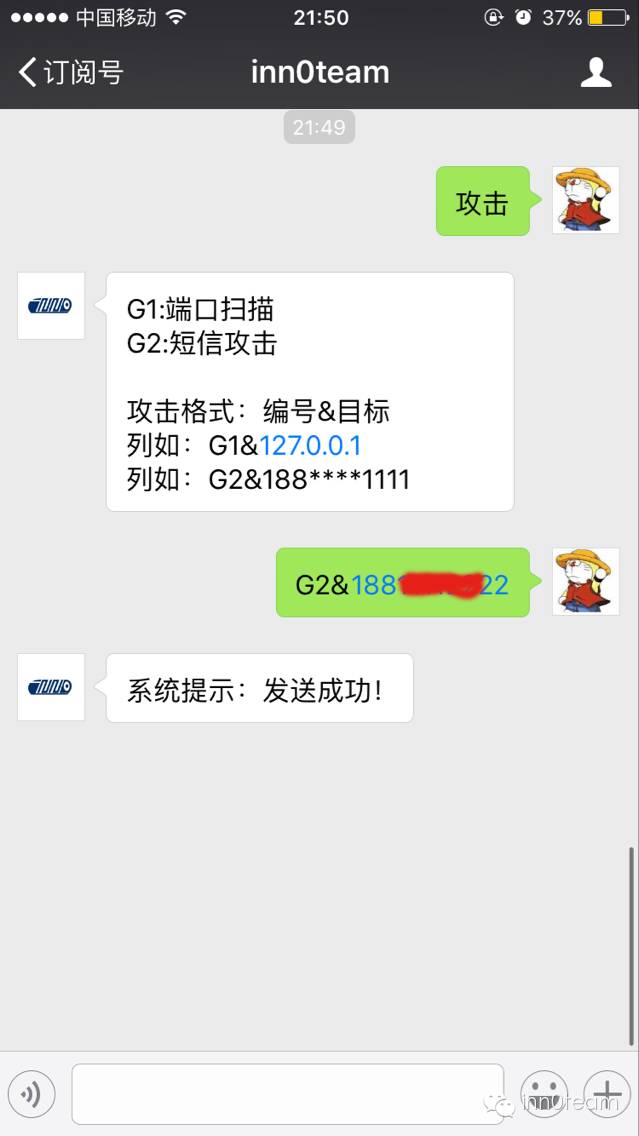 中国移动 21:50 37%
订阅号 inn0team
21:49
攻击
G1:端口扫描
G2:短信攻击
攻击格式：编号&目标
列如：G1&127.0.0.1
列如：G2&188****1111
G2&188 22
系统提示：发送成功！
inn0team